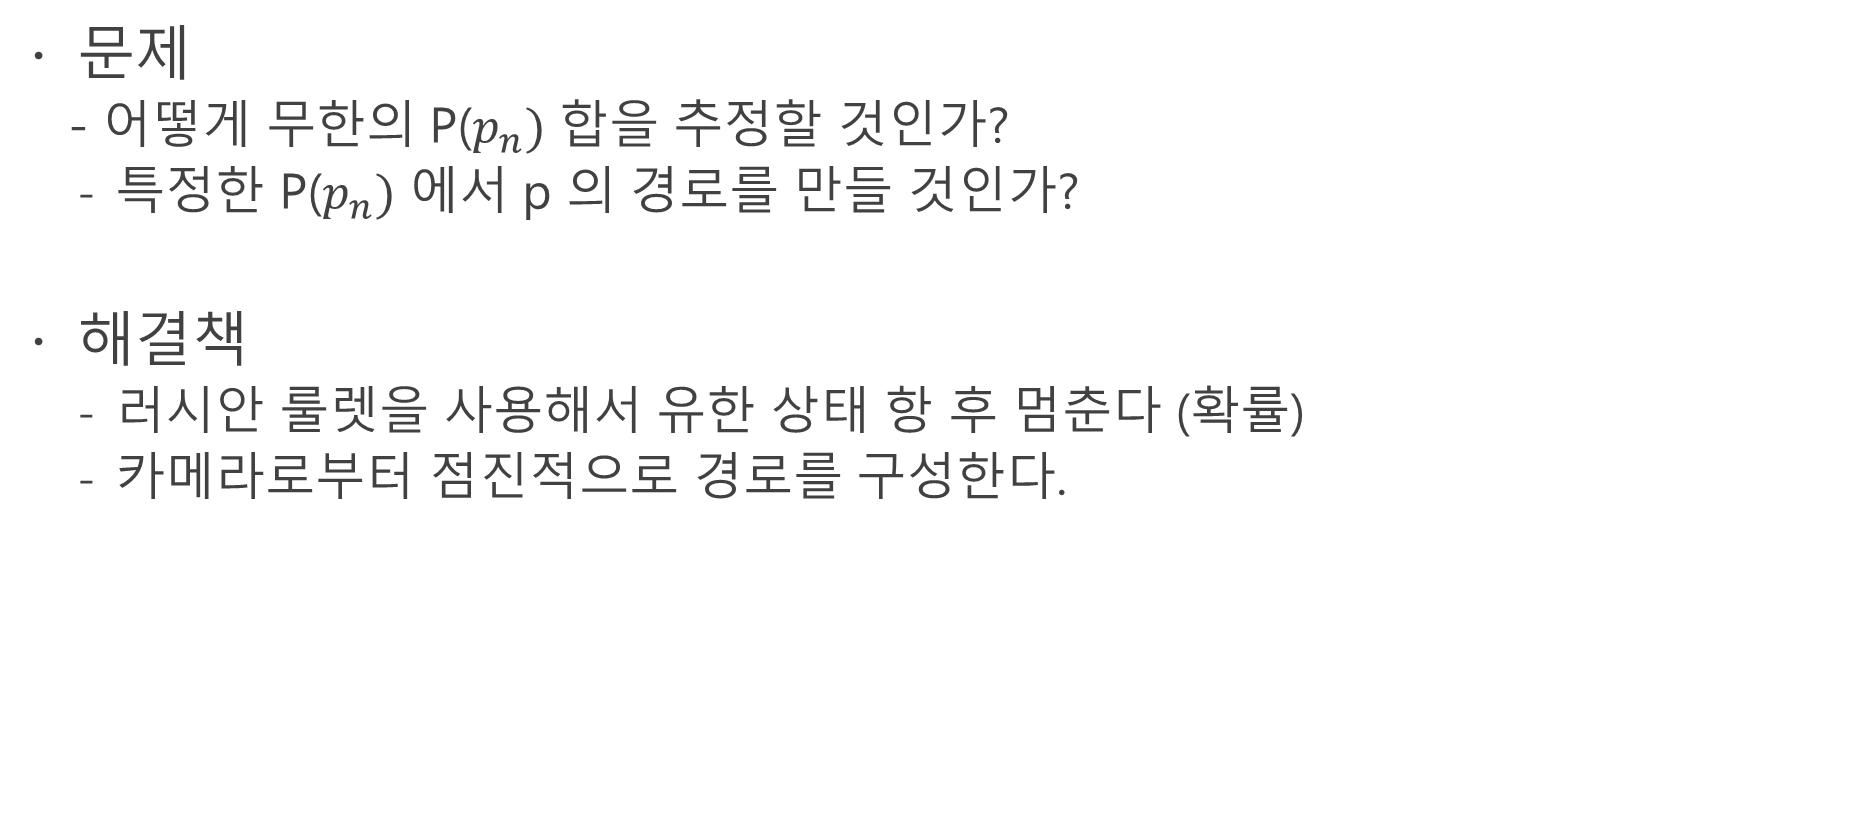 · 문제
- 어떻게 무한의 P(pₙ) 합을 추정할 것인가?
- 특정한 P(pₙ) 에서 p 의 경로를 만들 것인가?
· 해결책
- 러시안 룰렛을 사용해서 유한 상태 항 후 멈춘다 (확률)
- 카메라로부터 점진적으로 경로를 구성한다.